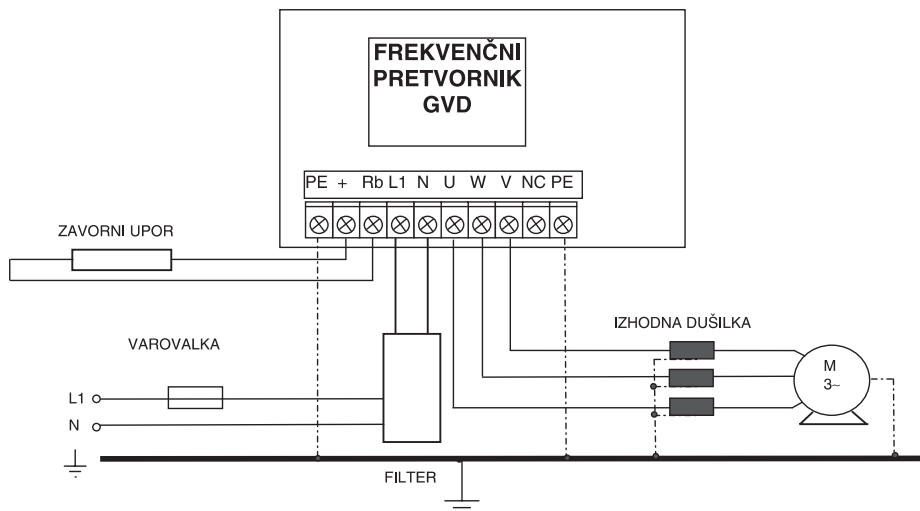 FREKVENČNI
PRETVORNIK
GVD
PE + Rb L1 N U W V NC PE
ZAVORNI UPOR
VAROVALKA
IZHODNA DUŠILKA
M
3~
L1
N
FILTER